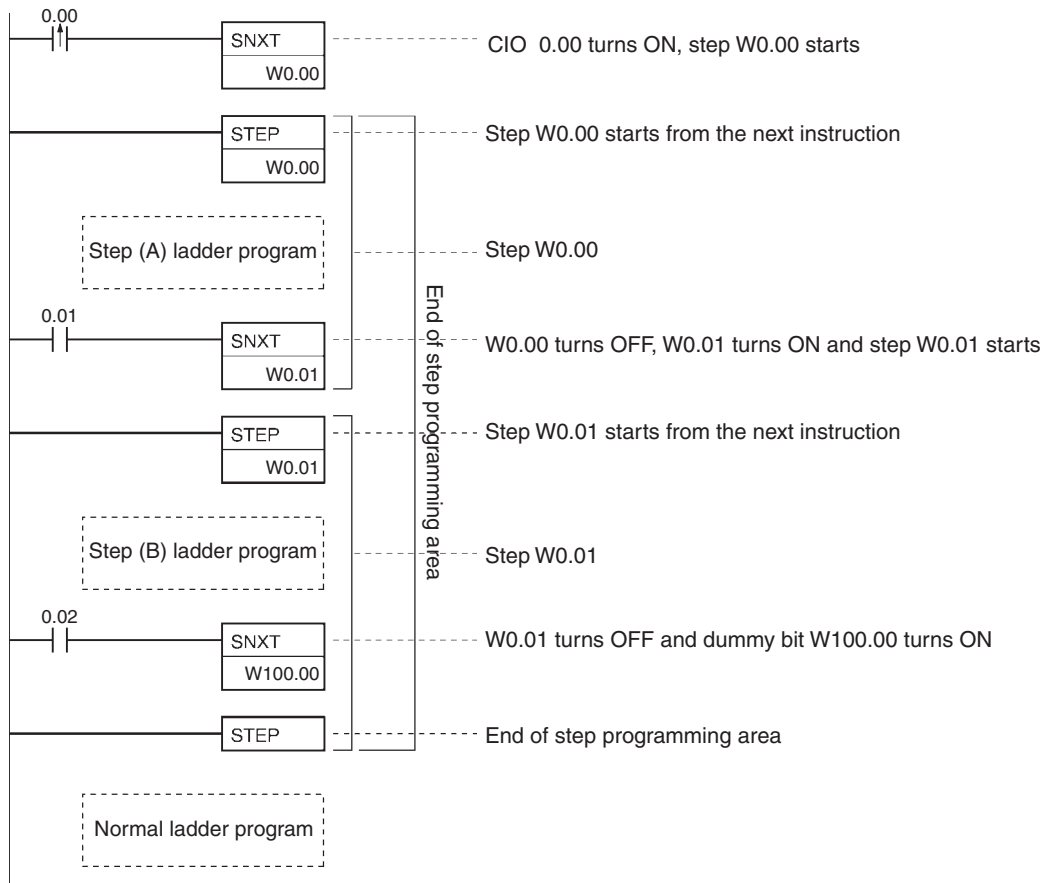 0.00
SNXT
W0.00
CIO 0.00 turns ON, step W0.00 starts
STEP
W0.00
Step W0.00 starts from the next instruction
Step (A) ladder program
Step W0.00
0.01
SNXT
W0.01
W0.00 turns OFF, W0.01 turns ON and step W0.01 starts
End of step programming area
STEP
W0.01
Step W0.01 starts from the next instruction
Step (B) ladder program
Step W0.01
0.02
SNXT
W100.00
W0.01 turns OFF and dummy bit W100.00 turns ON
STEP
End of step programming area
Normal ladder program